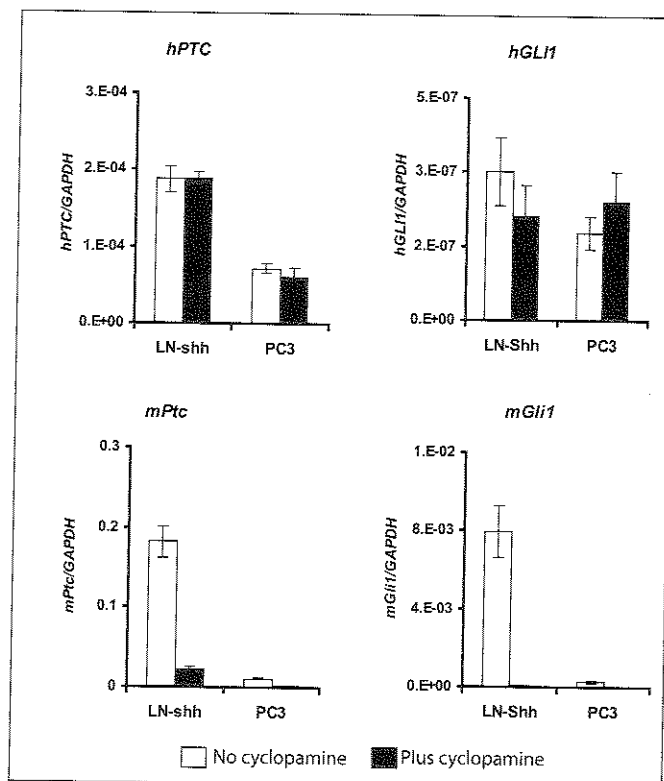 hPTC
hPTC/GAPDH
3.E-04
2.E-04
1.E-04
0.E+00
LN-shh PC3
hGLI1
hGLI1/GAPDH
5.E-07
3.E-07
2.E-07
0.E+00
LN-Shh PC3
mPtc
mPtc/GAPDH
0.3
0.2
0.1
0
LN-shh PC3
mGli1
mGli1/GAPDH
1.E-02
8.E-03
4.E-03
0.E+00
LN-Shh PC3
No cyclopamine Plus cyclopamine